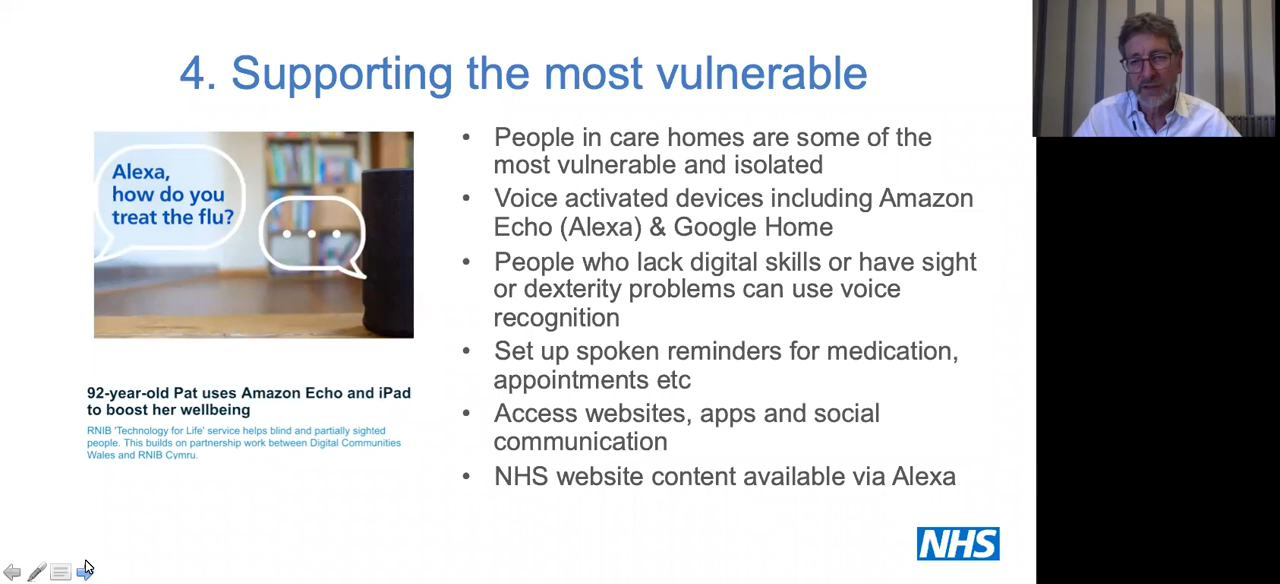 4. Supporting the most vulnerable
Alexa,
how do you
treat the flu?
92-year-old Pat uses Amazon Echo and iPad
to boost her wellbeing
RNIB 'Technology for Life' service helps blind and partially sighted
people. This builds on partnership work between Digital Communities
Wales and RNIB Cymru.
• People in care homes are some of the
most vulnerable and isolated
• Voice activated devices including Amazon
Echo (Alexa) & Google Home
• People who lack digital skills or have sight
or dexterity problems can use voice
recognition
• Set up spoken reminders for medication,
appointments etc
• Access websites, apps and social
communication
• NHS website content available via Alexa
NHS